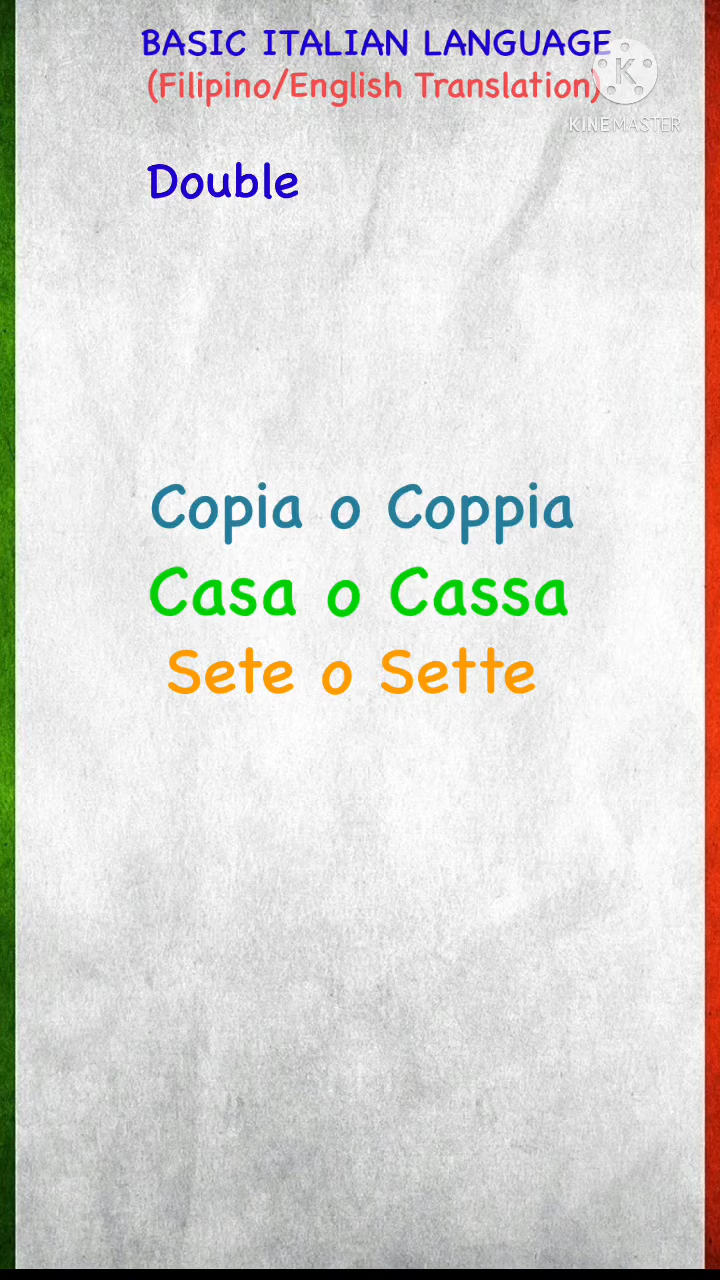 BASIC ITALIAN LANGUAGE
(Filipino/English Translation)
K
KINEMASTER
Double
Copia o Coppia
Casa o Cassa
Sete o Sette